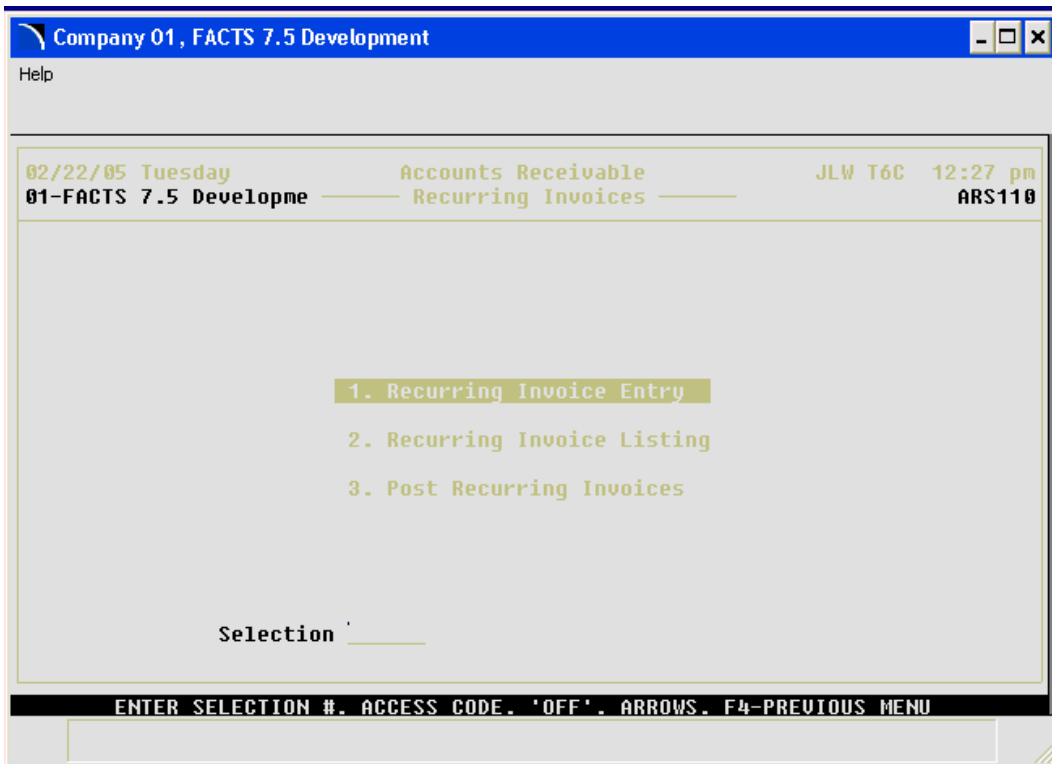 Company 01, FACTS 7.5 Development
Help
02/22/05 Tuesday Accounts Receivable JLW T6C 12:27 pm
01-FACTS 7.5 Developme Recurring Invoices ARS110
1. Recurring Invoice Entry
2. Recurring Invoice Listing
3. Post Recurring Invoices
Selection
ENTER SELECTION #. ACCESS CODE. 'OFF'. ARROWS. F4-PREVIOUS MENU